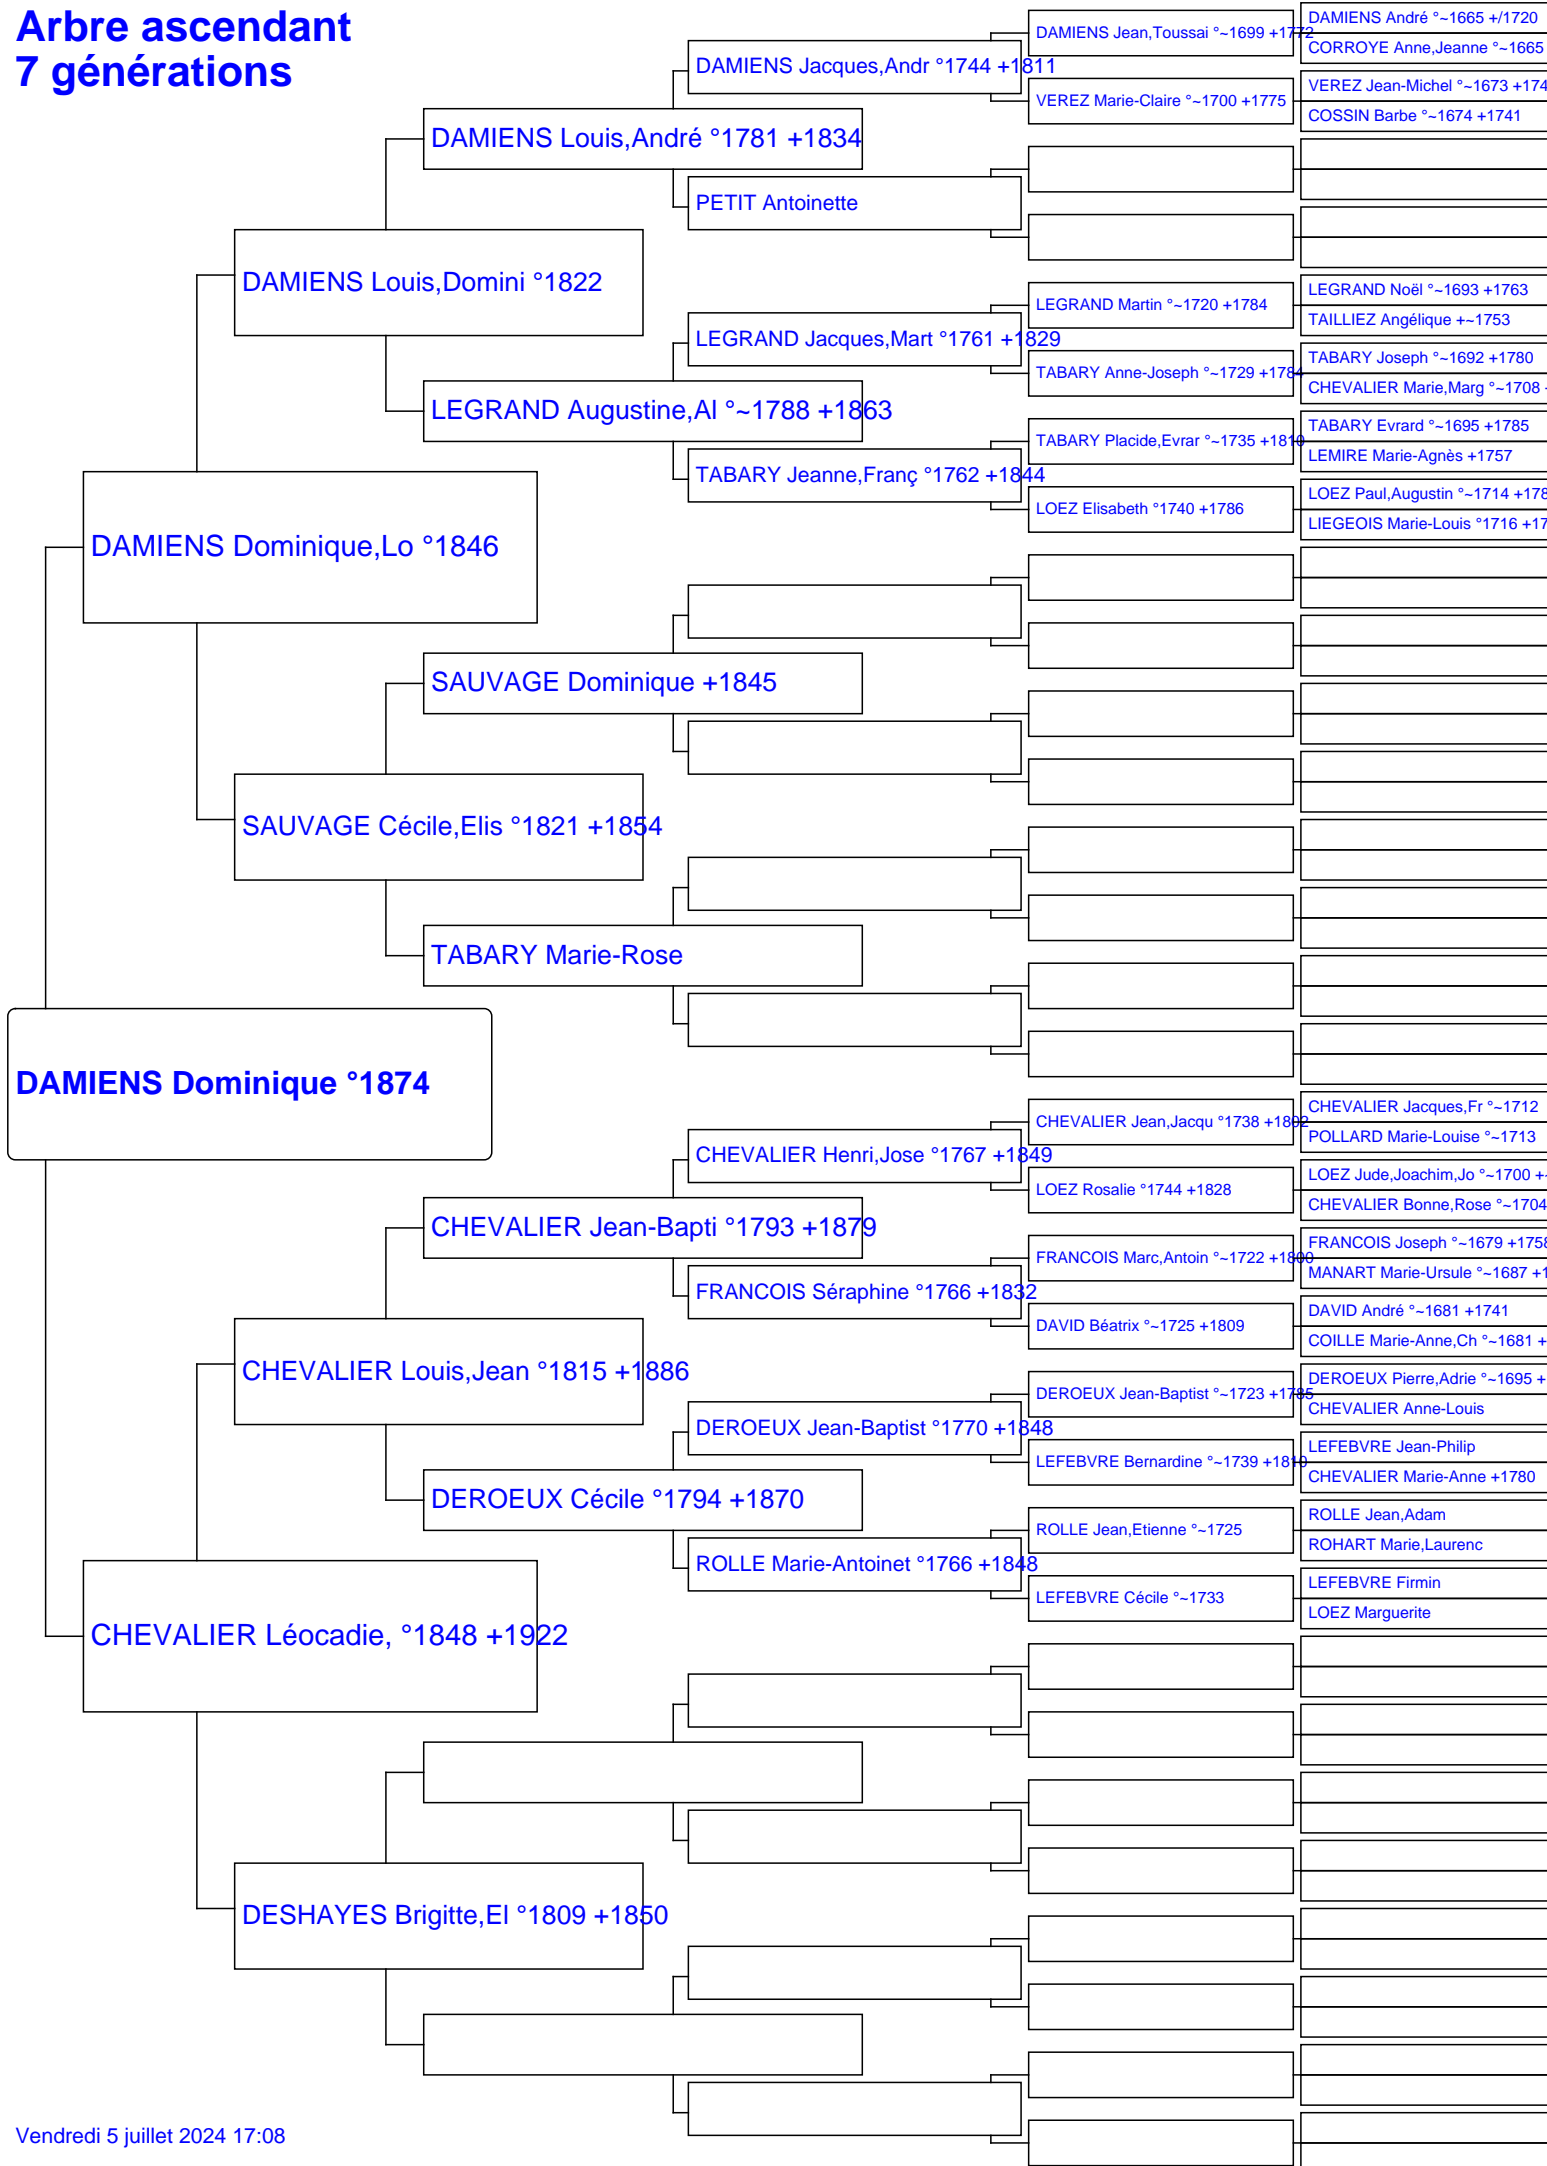 Arbre ascendant
7 générations
DAMIENS Dominique °1874
DAMIENS Dominique,Lo °1846
CHEVALIER Léocadie, °1848 +1922
DAMIENS Louis,Domini °1822
SAUVAGE Cécile,Elis °1821 +1854
CHEVALIER Louis,Jean °1815 +1886
DESHAYES Brigitte,El °1809 +1850
DAMIENS Louis,André °1781 +1834
LEGRAND Augustine,Al °~1788 +1863
SAUVAGE Dominique +1845
TABARY Marie-Rose
CHEVALIER Jean-Bapti °1793 +1879
DEROEUX Cécile °1794 +1870
DAMIENS Jacques,Andr °1744 +1811
PETIT Antoinette
LEGRAND Jacques,Mart °1761 +1829
TABARY Jeanne,Franç °1762 +1844
CHEVALIER Henri,Jose °1767 +1849
FRANCOIS Séraphine °1766 +1832
DEROEUX Jean-Baptist °1770 +1848
ROLLE Marie-Antoinet °1766 +1848
DAMIENS Jean,Toussai °~1699 +1772
VEREZ Marie-Claire °~1700 +1775
LEGRAND Martin °~1720 +1784
TABARY Anne-Joseph °~1729 +1784
TABARY Placide,Evrar °~1735 +1810
LOEZ Elisabeth °1740 +1786
CHEVALIER Jean,Jacqu °1738 +1802
LOEZ Rosalie °1744 +1828
FRANCOIS Marc,Antoin °~1722 +1800
DAVID Béatrix °~1725 +1809
DEROEUX Jean-Baptist °~1723 +1785
LEFEBVRE Bernardine °~1739 +1810
ROLLE Jean,Etienne °~1725
LEFEBVRE Cécile °~1733
DAMIENS André °~1665 +/1720
CORROYE Anne,Jeanne °~1665
VEREZ Jean-Michel °~1673 +174
COSSIN Barbe °~1674 +1741
LEGRAND Noël °~1693 +1763
TAILLIEZ Angélique +~1753
TABARY Joseph °~1692 +1780
CHEVALIER Marie,Marg °~1708
TABARY Evrard °~1695 +1785
LEMIRE Marie-Agnès +1757
LOEZ Paul,Augustin °~1714 +178
LIEGEOIS Marie-Louis °1716 +17
CHEVALIER Jacques,Fr °~1712
POLLARD Marie-Louise °~1713
LOEZ Jude,Joachim,Jo °~1700 +
CHEVALIER Bonne,Rose °~1704
FRANCOIS Joseph °~1679 +1758
MANART Marie-Ursule °~1687 +1
DAVID André °~1681 +1741
COILLE Marie-Anne,Ch °~1681 +
DEROEUX Pierre,Adrie °~1695 +
CHEVALIER Anne-Louis
LEFEBVRE Jean-Philip
CHEVALIER Marie-Anne +1780
ROLLE Jean,Adam
ROHART Marie,Laurenc
LEFEBVRE Firmin
LOEZ Marguerite
Vendredi 5 juillet 2024 17:08